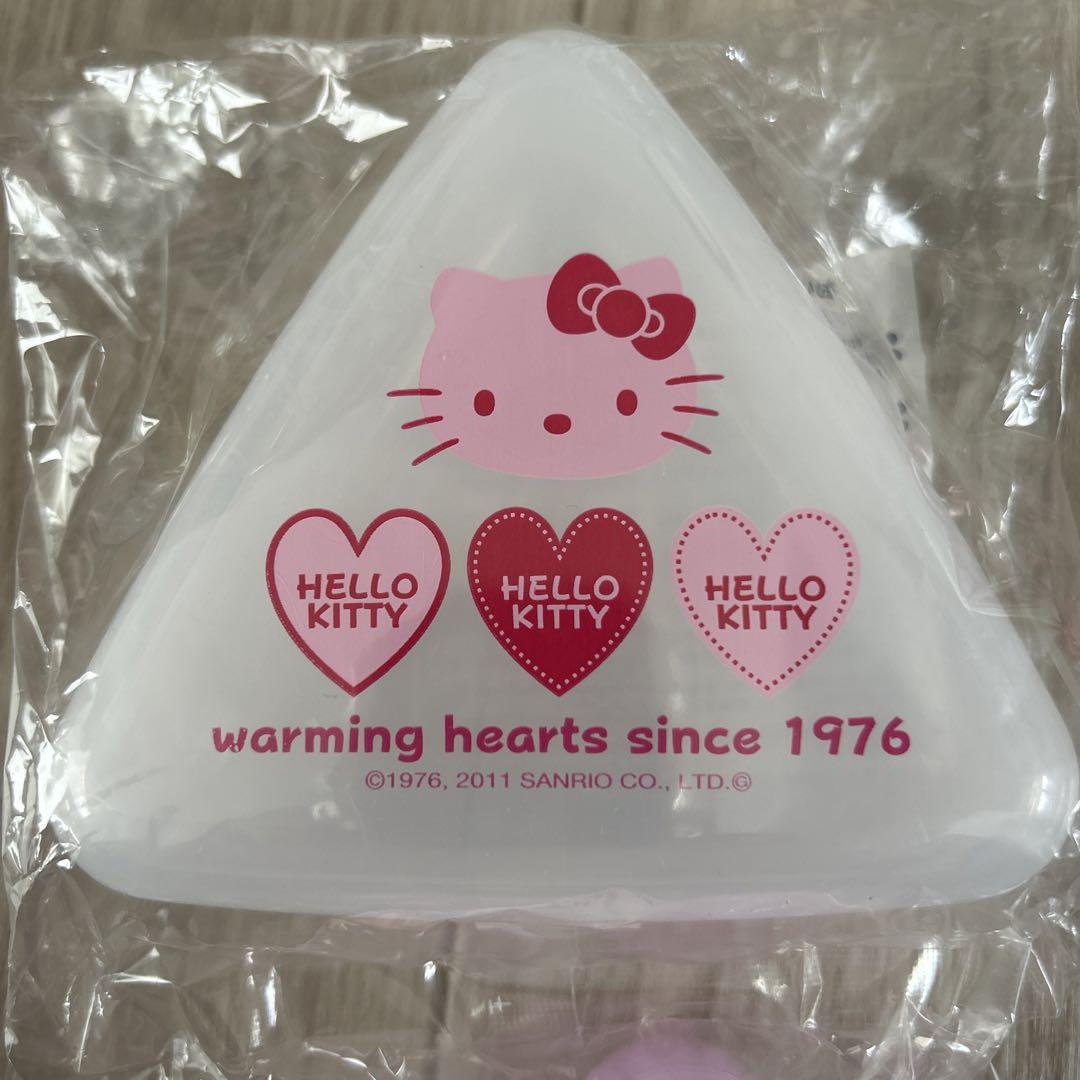 HELLO
KITTY
HELLO
KITTY
HELLO
KITTY
warming hearts since 1976
©1976, 2011 SANRIO CO., LTD.Ⓖ